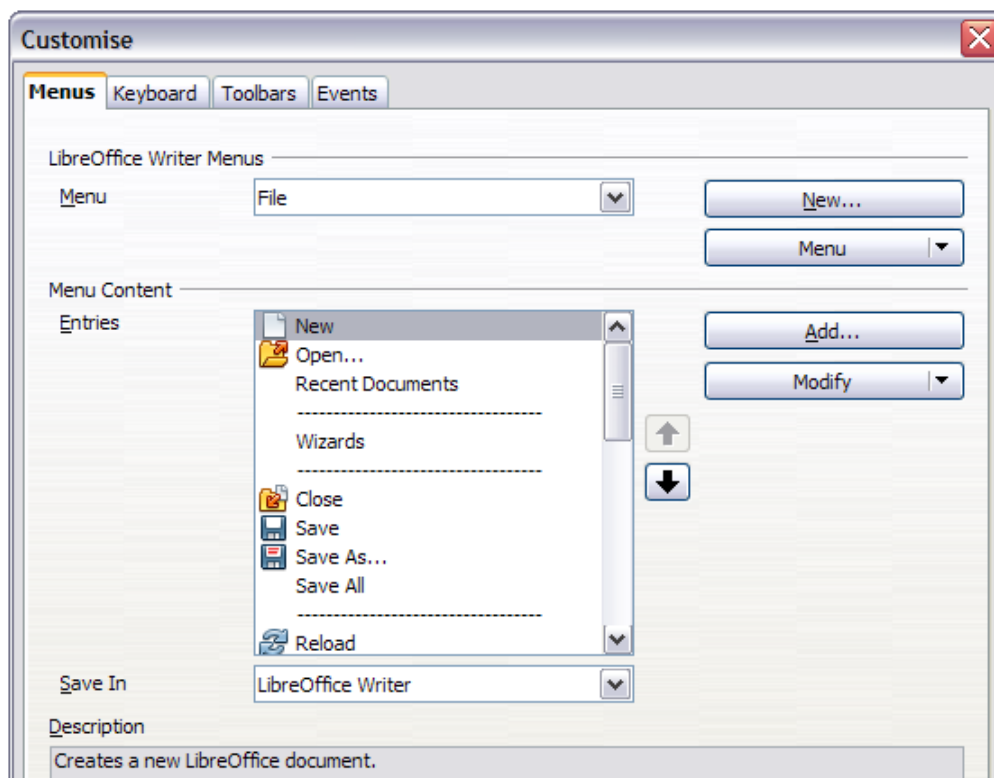 Customise
Menus Keyboard Toolbars Events
LibreOffice Writer Menus
Menu File New...
Menu
Menu Content
Entries New Add...
Open...
Recent Documents Modify
---------------------------------
Wizards
---------------------------------
Close
Save
Save As...
Save All
---------------------------------
Reload
Save In LibreOffice Writer
Description
Creates a new LibreOffice document.